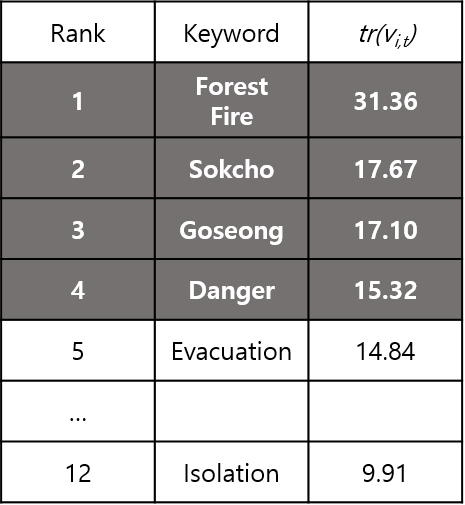 Rank Keyword tr(v_{i,t})
1 Forest Fire 31.36
2 Sokcho 17.67
3 Goseong 17.10
4 Danger 15.32
5 Evacuation 14.84
...
12 Isolation 9.91